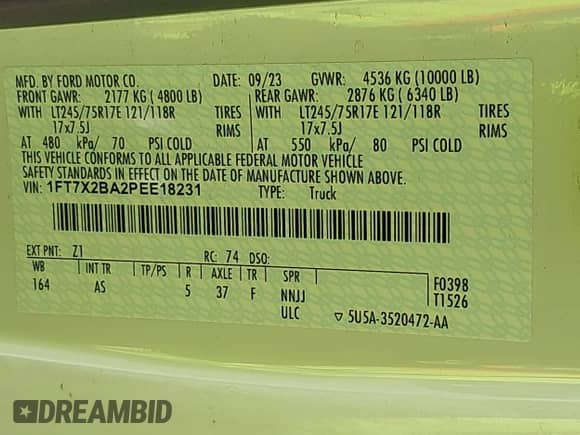 MFD. BY FORD MOTOR CO. DATE: 09/23 GVWR: 4536 KG (10000 LB)
FRONT GAWR: 2177 KG ( 4800 LB) REAR GAWR: 2876 KG ( 6340 LB)
WITH LT245/75R17E 121/118R TIRES WITH LT245/75R17E 121/118R TIRES
17x7.5J RIMS 17x7.5J RIMS
AT 480 kPa/ 70 PSI COLD AT 550 kPa/ 80 PSI COLD
THIS VEHICLE CONFORMS TO ALL APPLICABLE FEDERAL MOTOR VEHICLE
SAFETY STANDARDS IN EFFECT ON THE DATE OF MANUFACTURE SHOWN ABOVE.
VIN: 1FT7X2BA2PEE18231 TYPE: Truck
EXT PNT: Z1 RC: 74 DSO:
WB INT TR TP/PS R AXLE TR SPR F0398
164 AS 5 37 F NNJJ T1526
ULC ▽ 5U5A-3520472-AA
DREAMBID